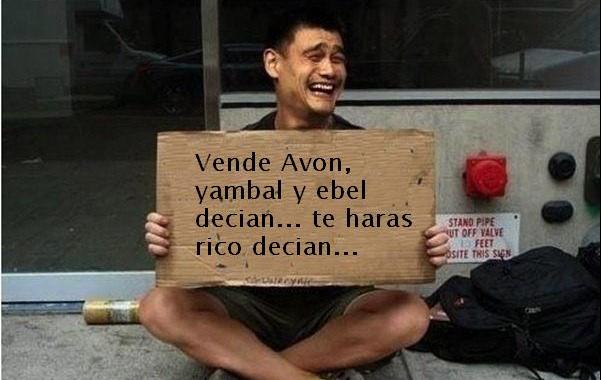 Vende Avon,
yambal y ebel
decian... te haras
rico decian...
STAND PIPE
UT OFF VALVE
FEET
OSITE THIS SIGN